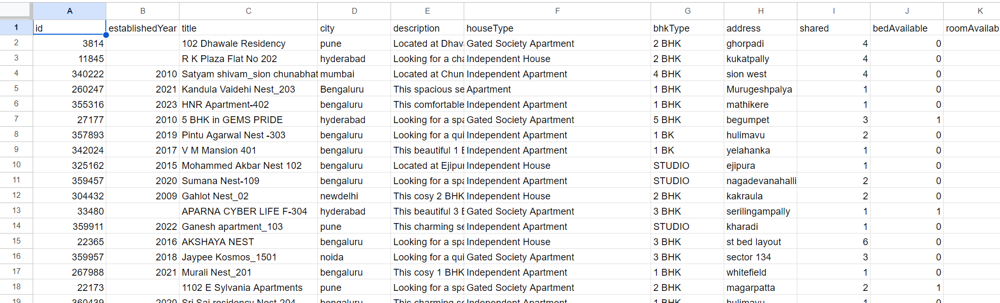 A B C D E F G H I J K
1 id establishedYear title city description houseType bhkType address shared bedAvailable roomAvailab
2 3814 102 Dhawale Residency pune Located at Dhav Gated Society Apartment 2 BHK ghorpadi 4 0
3 11845 R K Plaza Flat No 202 hyderabad Looking for a cha Independent House 2 BHK kukatpally 4 0
4 340222 2010 Satyam shivam_sion chunabhat mumbai Located at Chun Independent Apartment 4 BHK sion west 4 0
5 260247 2021 Kandula Vaidehi Nest_203 Bengaluru This spacious se Apartment 1 BHK Murugeshpalya 1 0
6 355316 2023 HNR Apartment-402 bengaluru This comfortable Independent Apartment 1 BHK mathikere 1 0
7 27177 2010 5 BHK in GEMS PRIDE hyderabad Looking for a spa Gated Society Apartment 5 BHK begumpet 3 1
8 357893 2019 Pintu Agarwal Nest -303 bengaluru Looking for a qui Independent Apartment 1 BK hulimavu 2 0
9 342024 2017 V M Mansion 401 bengaluru This beautiful 1 B Independent Apartment 1 BK yelahanka 1 0
10 325162 2015 Mohammed Akbar Nest 102 bengaluru Located at Ejipur Independent House STUDIO ejipura 1 0
11 359457 2020 Sumana Nest-109 bengaluru Looking for a spa Independent Apartment STUDIO nagadevanahalli 2 0
12 304432 2009 Gahlot Nest_02 newdelhi This cosy 2 BHK Independent House 2 BHK kakraula 2 0
13 33480 APARNA CYBER LIFE F-304 hyderabad This beautiful 3 B Gated Society Apartment 3 BHK serilingampally 1 1
14 359911 2022 Ganesh apartment_103 pune This charming se Independent Apartment STUDIO kharadi 1 0
15 22365 2016 AKSHAYA NEST bengaluru Looking for a spa Independent House 3 BHK st bed layout 6 0
16 359957 2018 Jaypee Kosmos_1501 noida Looking for a qui Gated Society Apartment 3 BHK sector 134 3 0
17 267988 2021 Murali Nest_201 bengaluru This cosy 1 BHK Independent Apartment 1 BHK whitefield 1 0
18 22173 1102 E Sylvania Apartments pune Looking for a spa Gated Society Apartment 2 BHK magarpatta 2 1
19 360439 2020 Sri Sai residency Nest 204 bengaluru This charming se Independent Apartment 1 BHK hulimavu 1 0